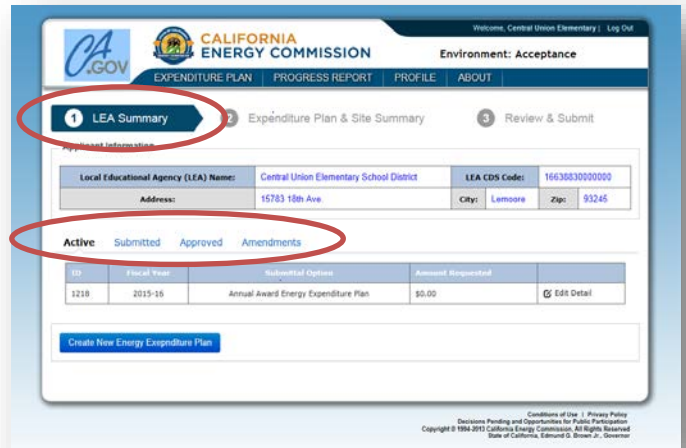 Welcome, Central Union Elementary | Log Out
CA
.GOV
CALIFORNIA
ENERGY COMMISSION
Environment: Acceptance
EXPENDITURE PLAN PROGRESS REPORT PROFILE ABOUT
1 LEA Summary 2 Expenditure Plan & Site Summary 3 Review & Submit
Applicant Information
Local Educational Agency (LEA) Name: Central Union Elementary School District LEA CDS Code: 16638830000000
Address: 15783 18th Ave. City: Lemoore Zip: 93245
Active Submitted Approved Amendments
ID Fiscal Year Submittal Option Amount Requested
1218 2015-16 Annual Award Energy Expenditure Plan $0.00 Edit Detail
Create New Energy Exepnditure Plan
Conditions of Use | Privacy Policy
Decisions Pending and Opportunities for Public Participation
Copyright © 1994-2013 California Energy Commission, All Rights Reserved
State of California, Edmund G. Brown Jr., Governor